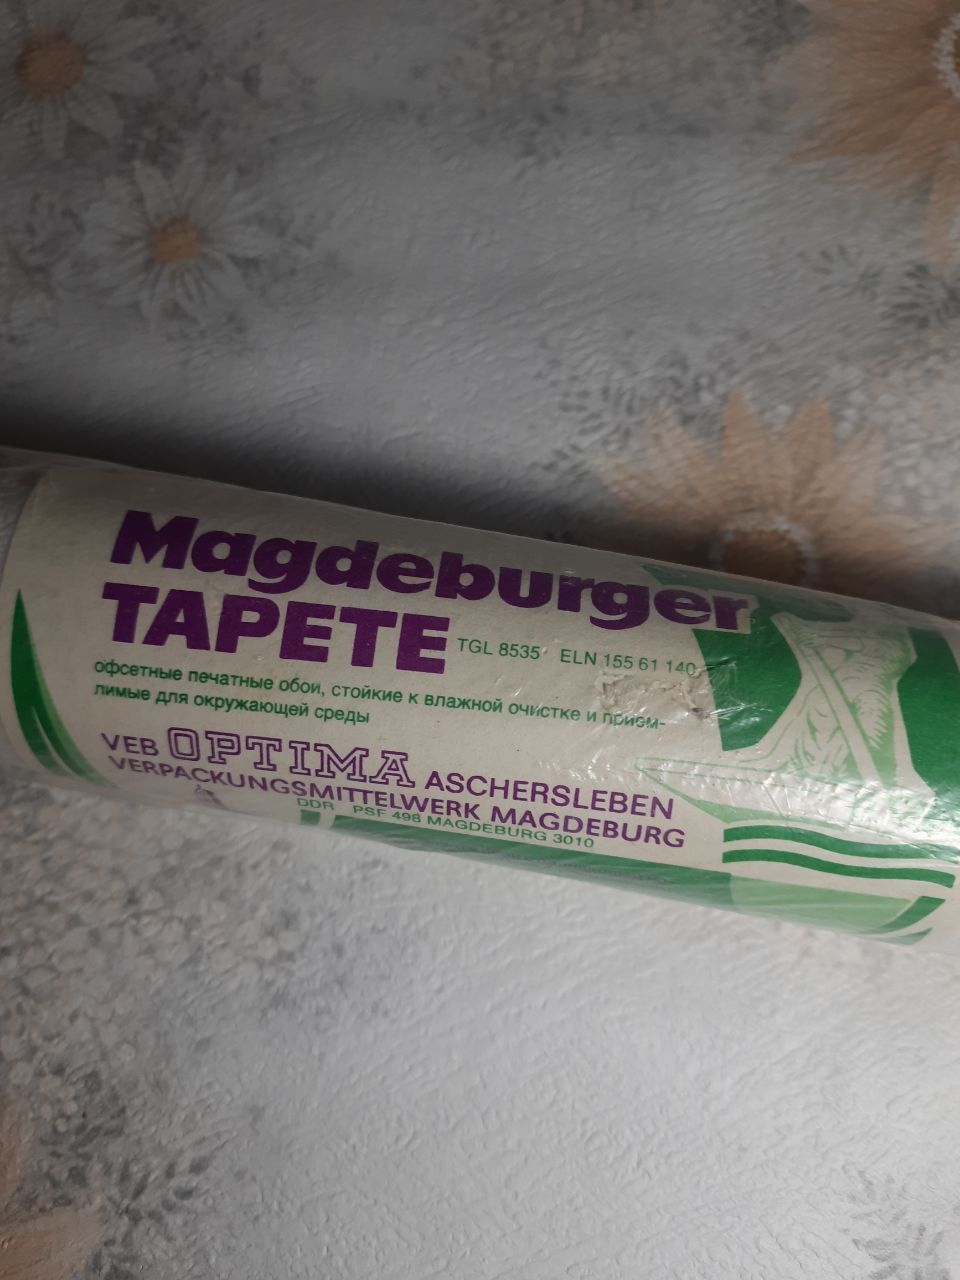 Magdeburger
TAPETE TGL 8535 ELN 155 61 140
офсетные печатные обои, стойкие к влажной очистке и прием-
лимые для окружающей среды
VEB OPTIMA ASCHERSLEBEN
VERPACKUNGSMITTELWERK MAGDEBURG
DDR PSF 498 MAGDEBURG 3010